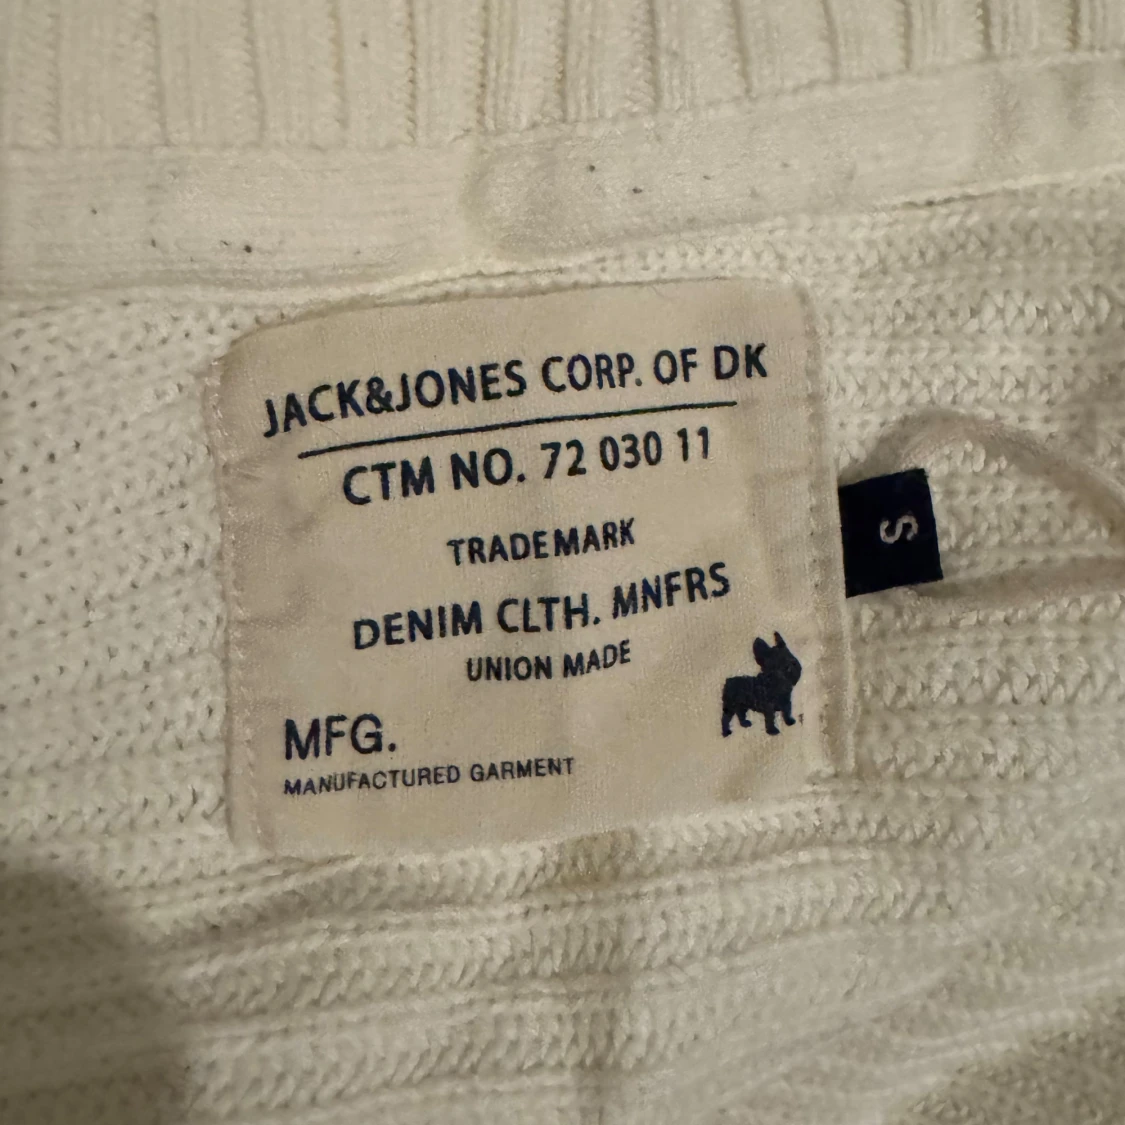 JACK&JONES CORP. OF DK
CTM NO. 72 030 11
TRADEMARK
DENIM CLTH. MNFRS
UNION MADE
MFG.
MANUFACTURED GARMENT
S